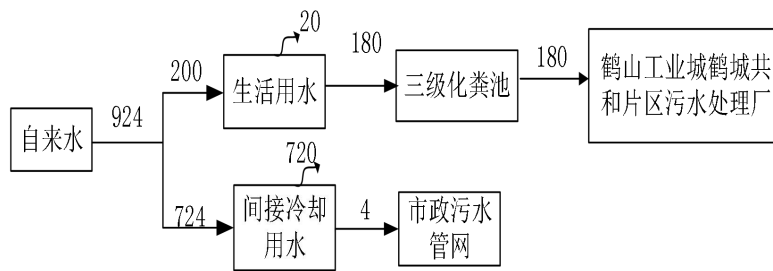 20
200
生活用水
180
三级化粪池
180
鹤山工业城鹤城共
和片区污水处理厂
自来水
924
720
724
间接冷却
用水
4
市政污水
管网